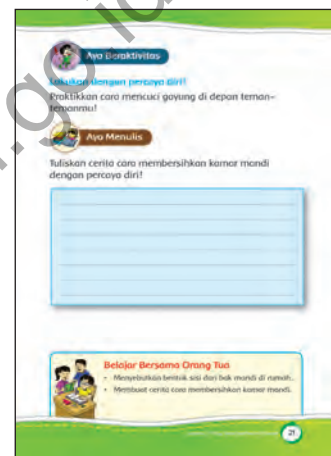 Ayo Beraktivitas
Lakukan dengan percaya diri!
Praktikkan cara mencuci gayung di depan teman-
temanmu!
Ayo Menulis
Tuliskan cerita cara membersihkan kamar mandi
dengan percaya diri!
Belajar Bersama Orang Tua
• Menyebutkan bentuk sisi dari bak mandi di rumah.
• Membuat cerita cara membersihkan kamar mandi.
21